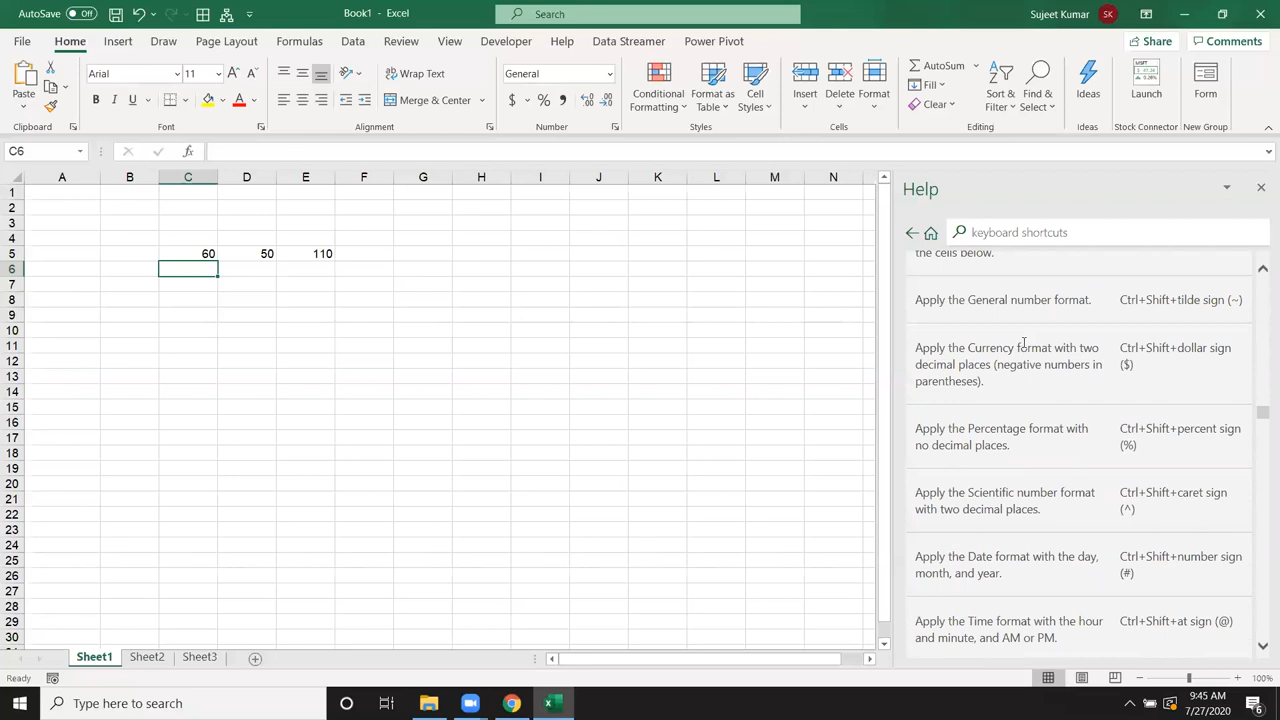 AutoSave Off Book1 - Excel Search Sujeet Kumar SK
File Home Insert Draw Page Layout Formulas Data Review View Developer Help Data Streamer Power Pivot Share Comments
Arial 11 Wrap Text General AutoSum
Paste B I U A Merge & Center $ % Conditional Formatting Format as Table Cell Styles Insert Delete Format Fill Clear Sort & Filter Find & Select Ideas Launch Form
Clipboard Font Alignment Number Styles Cells Editing Ideas Stock Connector New Group
C6 fx
A B C D E F G H I J K L M N
1
2
3
4
5 60 50 110
6
7
8
9
10
11
12
13
14
15
16
17
18
19
20
21
22
23
24
25
26
27
28
29
30
Help
keyboard shortcuts
the cells below.
Apply the General number format. Ctrl+Shift+tilde sign (~)
Apply the Currency format with two Ctrl+Shift+dollar sign
decimal places (negative numbers in ($)
parentheses).
Apply the Percentage format with Ctrl+Shift+percent sign
no decimal places. (%)
Apply the Scientific number format Ctrl+Shift+caret sign
with two decimal places. (^)
Apply the Date format with the day, Ctrl+Shift+number sign
month, and year. (#)
Apply the Time format with the hour Ctrl+Shift+at sign (@)
and minute, and AM or PM.
Sheet1 Sheet2 Sheet3
Ready 100%
Type here to search 9:45 AM
7/27/2020 6